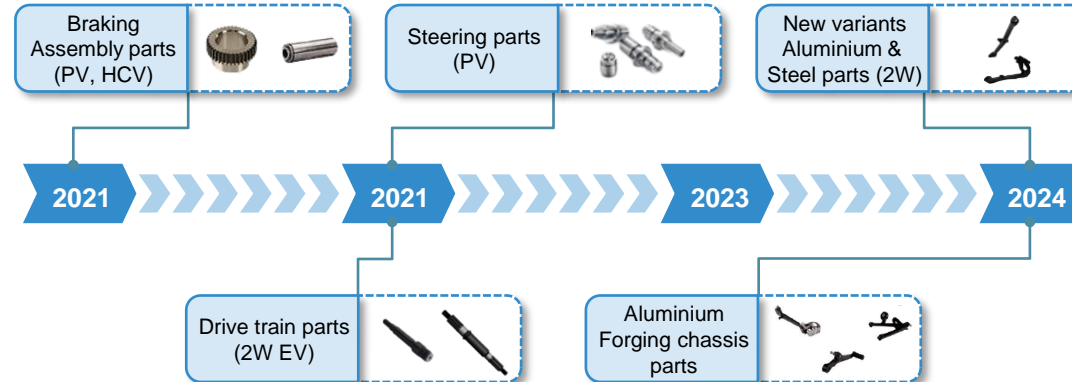 Braking
Assembly parts
(PV, HCV)
Steering parts
(PV)
New variants
Aluminium &
Steel parts (2W)
2021
2021
2023
2024
Drive train parts
(2W EV)
Aluminium
Forging chassis
parts